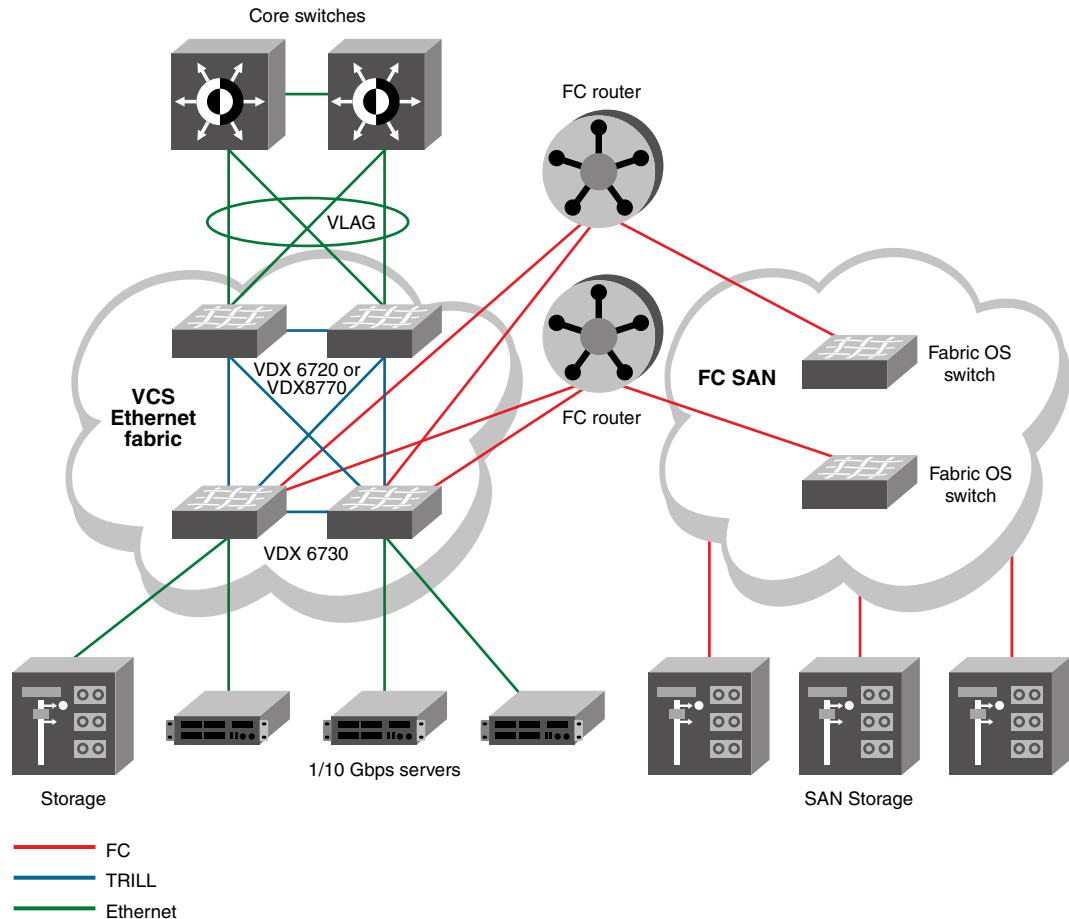 Core switches
FC router
VLAG
VDX 6720 or
VDX8770
VCS
Ethernet
fabric
FC SAN
Fabric OS
switch
FC router
Fabric OS
switch
VDX 6730
1/10 Gbps servers
Storage
SAN Storage
FC
TRILL
Ethernet